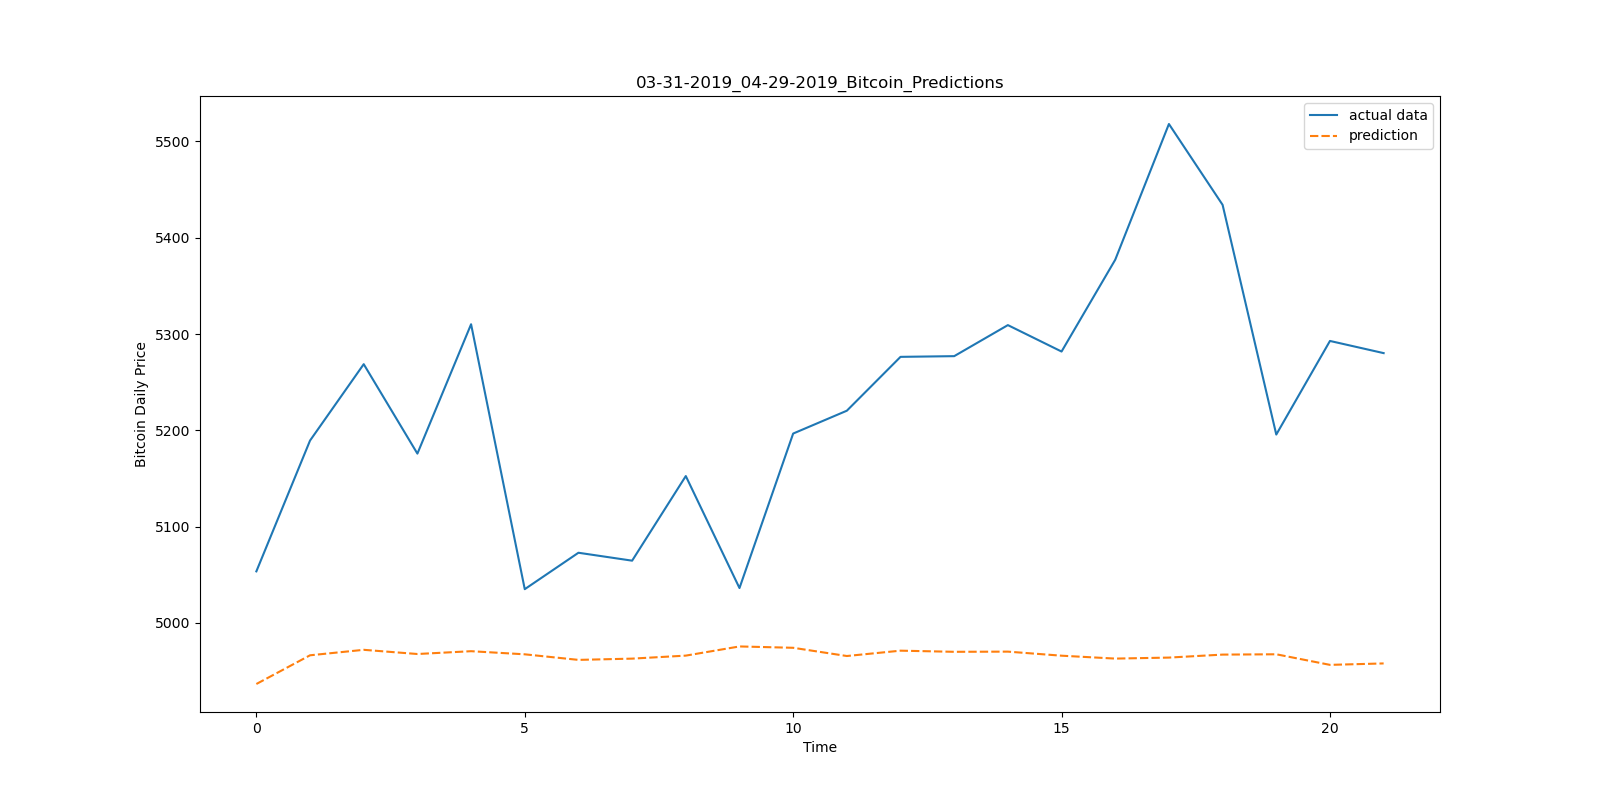 03-31-2019_04-29-2019_Bitcoin_Predictions
actual data
prediction
5500
5400
5300
5200
5100
5000
Bitcoin Daily Price
0 5 10 15 20
Time